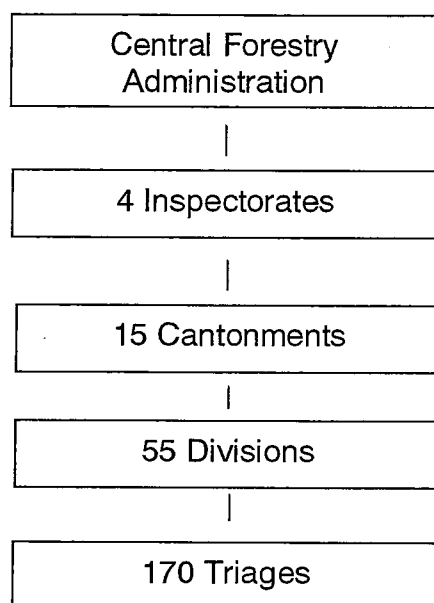 Central Forestry
Administration
4 Inspectorates
15 Cantonments
55 Divisions
170 Triages